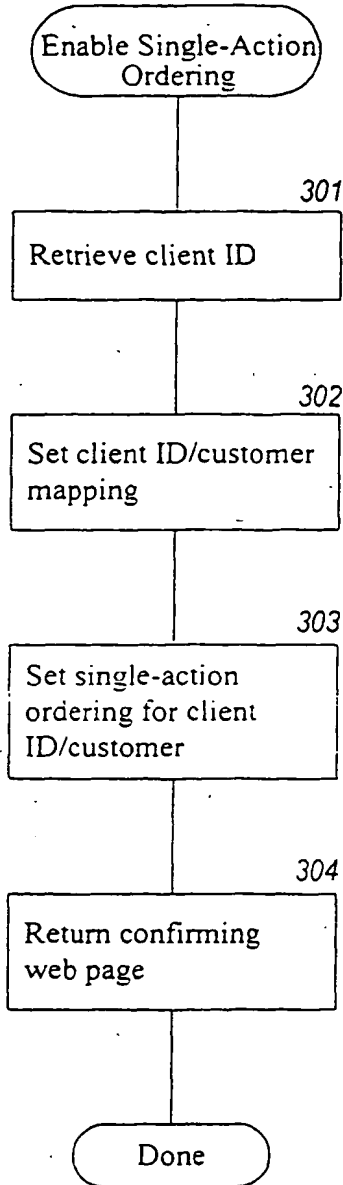 Enable Single-Action
Ordering
301
Retrieve client ID
302
Set client ID/customer
mapping
303
Set single-action
ordering for client
ID/customer
304
Return confirming
web page
Done